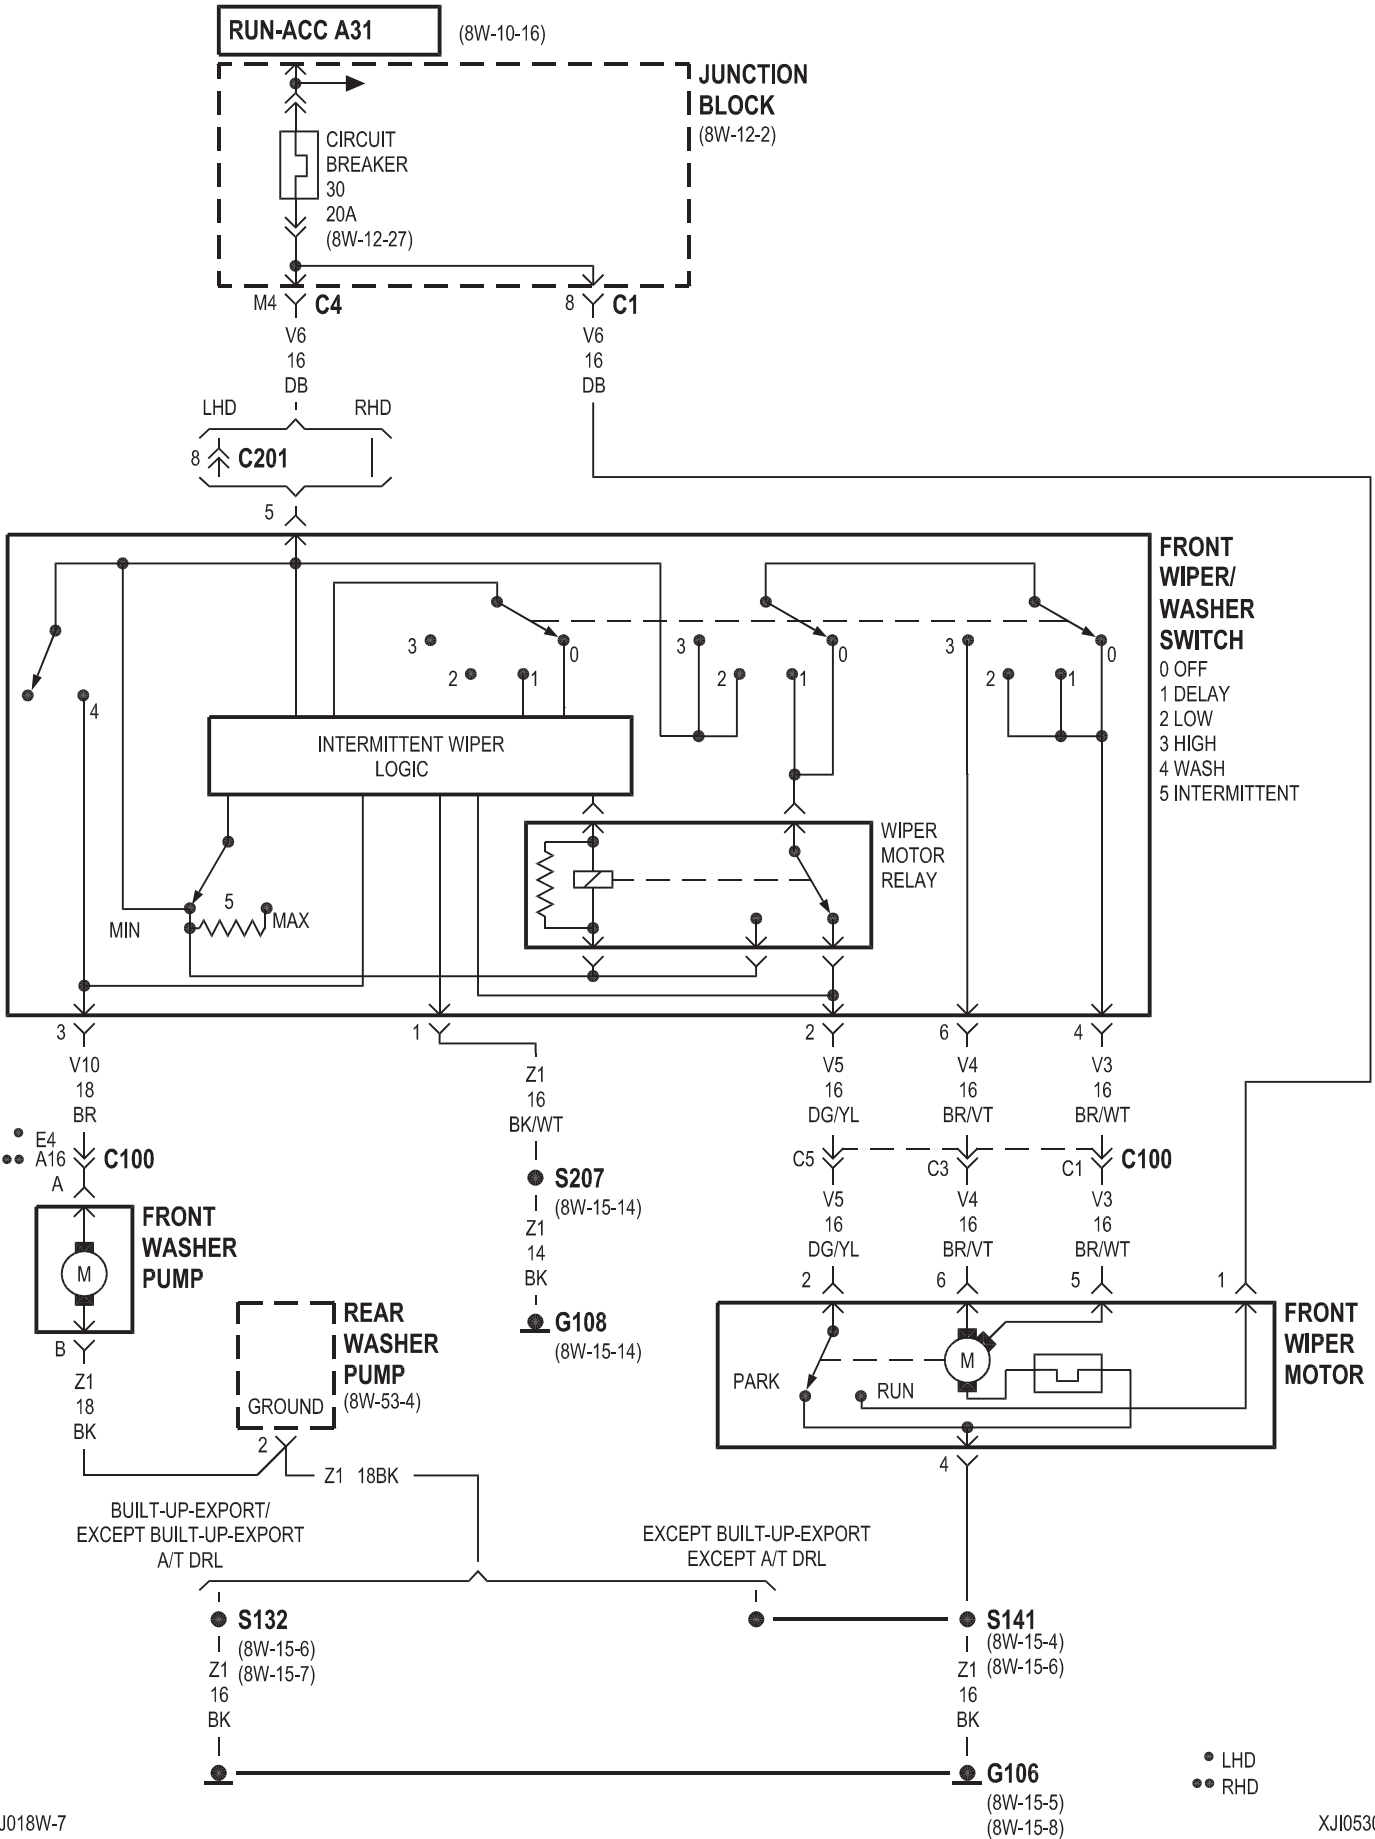 RUN-ACC A31 (8W-10-16)
JUNCTION
BLOCK
(8W-12-2)
CIRCUIT
BREAKER
30
20A
(8W-12-27)
M4 C4
8 C1
V6
16
DB
V6
16
DB
LHD RHD
8 C201
5
FRONT
WIPER/
WASHER
SWITCH
0 OFF
1 DELAY
2 LOW
3 HIGH
4 WASH
5 INTERMITTENT
4
3 2 1 0
3 2 1 0
3 2 1 0
INTERMITTENT WIPER
LOGIC
WIPER
MOTOR
RELAY
MIN 5 MAX
3 1 2 6 4
V10
18
BR
Z1
16
BK/WT
V5
16
DG/YL
V4
16
BR/VT
V3
16
BR/WT
E4
A16 C100
A
C5 C3 C1 C100
S207
(8W-15-14)
Z1
14
BK
G108
(8W-15-14)
V5
16
DG/YL
V4
16
BR/VT
V3
16
BR/WT
2 6 5 1
FRONT
WASHER
PUMP
M
B
Z1
18
BK
REAR
WASHER
PUMP
(8W-53-4)
GROUND
2
Z1 18BK
FRONT
WIPER
MOTOR
M
PARK RUN
4
BUILT-UP-EXPORT/
EXCEPT BUILT-UP-EXPORT
A/T DRL
EXCEPT BUILT-UP-EXPORT
EXCEPT A/T DRL
S132
(8W-15-6)
(8W-15-7)
Z1
16
BK
S141
(8W-15-4)
(8W-15-6)
Z1
16
BK
G106
(8W-15-5)
(8W-15-8)
LHD
RHD
J018W-7
XJI0530